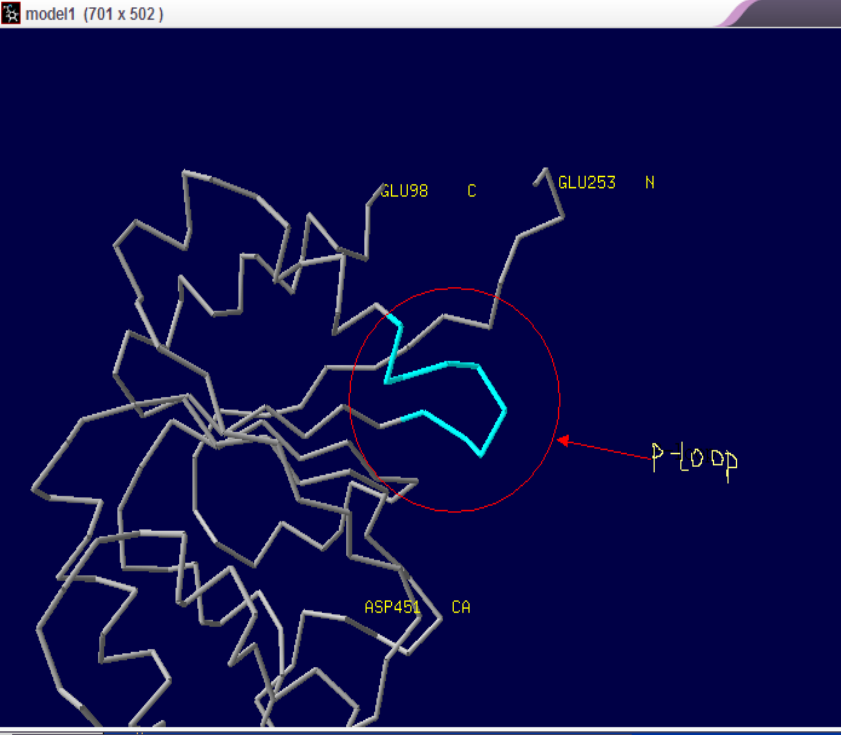 model1 (701 x 502)
GLU98 C
GLU253 N
P-Loop
ASP451 CA